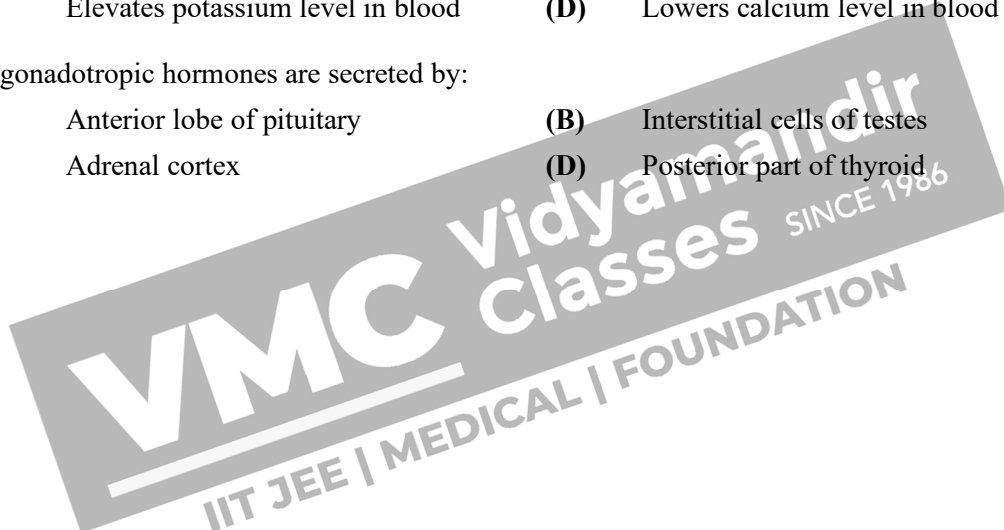 Elevates potassium level in blood (D) Lowers calcium level in blood
gonadotropic hormones are secreted by:
Anterior lobe of pituitary (B) Interstitial cells of testes
Adrenal cortex (D) Posterior part of thyroid
VMC Vidyamandir Classes SINCE 1986
IIT JEE | MEDICAL | FOUNDATION